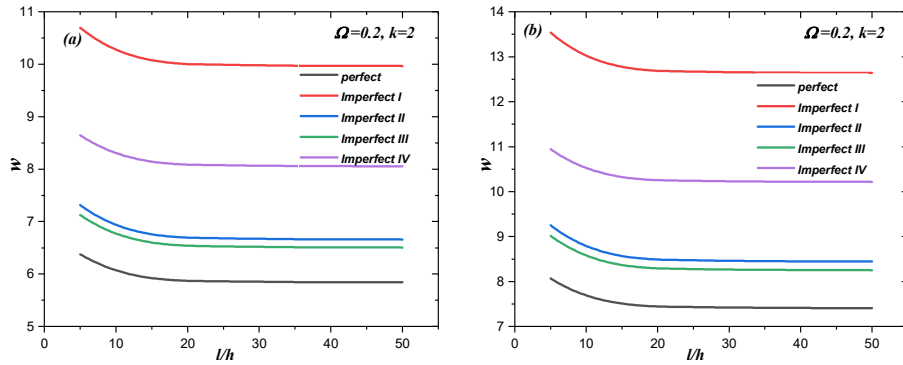 (a)
Ω=0.2, k=2
perfect
Imperfect I
Imperfect II
Imperfect III
Imperfect IV
w
11
10
9
8
7
6
5
0
10
20
30
40
50
l/h
(b)
Ω=0.2, k=2
perfect
Imperfect I
Imperfect II
Imperfect III
Imperfect IV
w
14
13
12
11
10
9
8
7
0
10
20
30
40
50
l/h